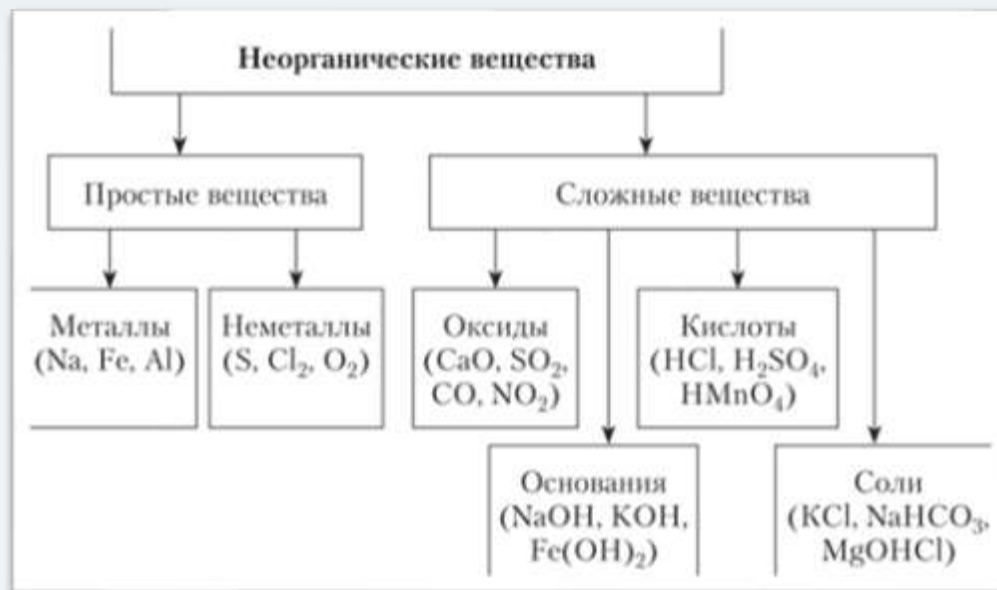 Неорганические вещества
Простые вещества
Сложные вещества
Металлы
(Na, Fe, Al)
Неметаллы
(S, Cl₂, O₂)
Оксиды
(CaO, SO₂,
CO, NO₂)
Кислоты
(HCl, H₂SO₄,
HMnO₄)
Основания
(NaOH, KOH,
Fe(OH)₂)
Соли
(KCl, NaHCO₃,
MgOHCl)